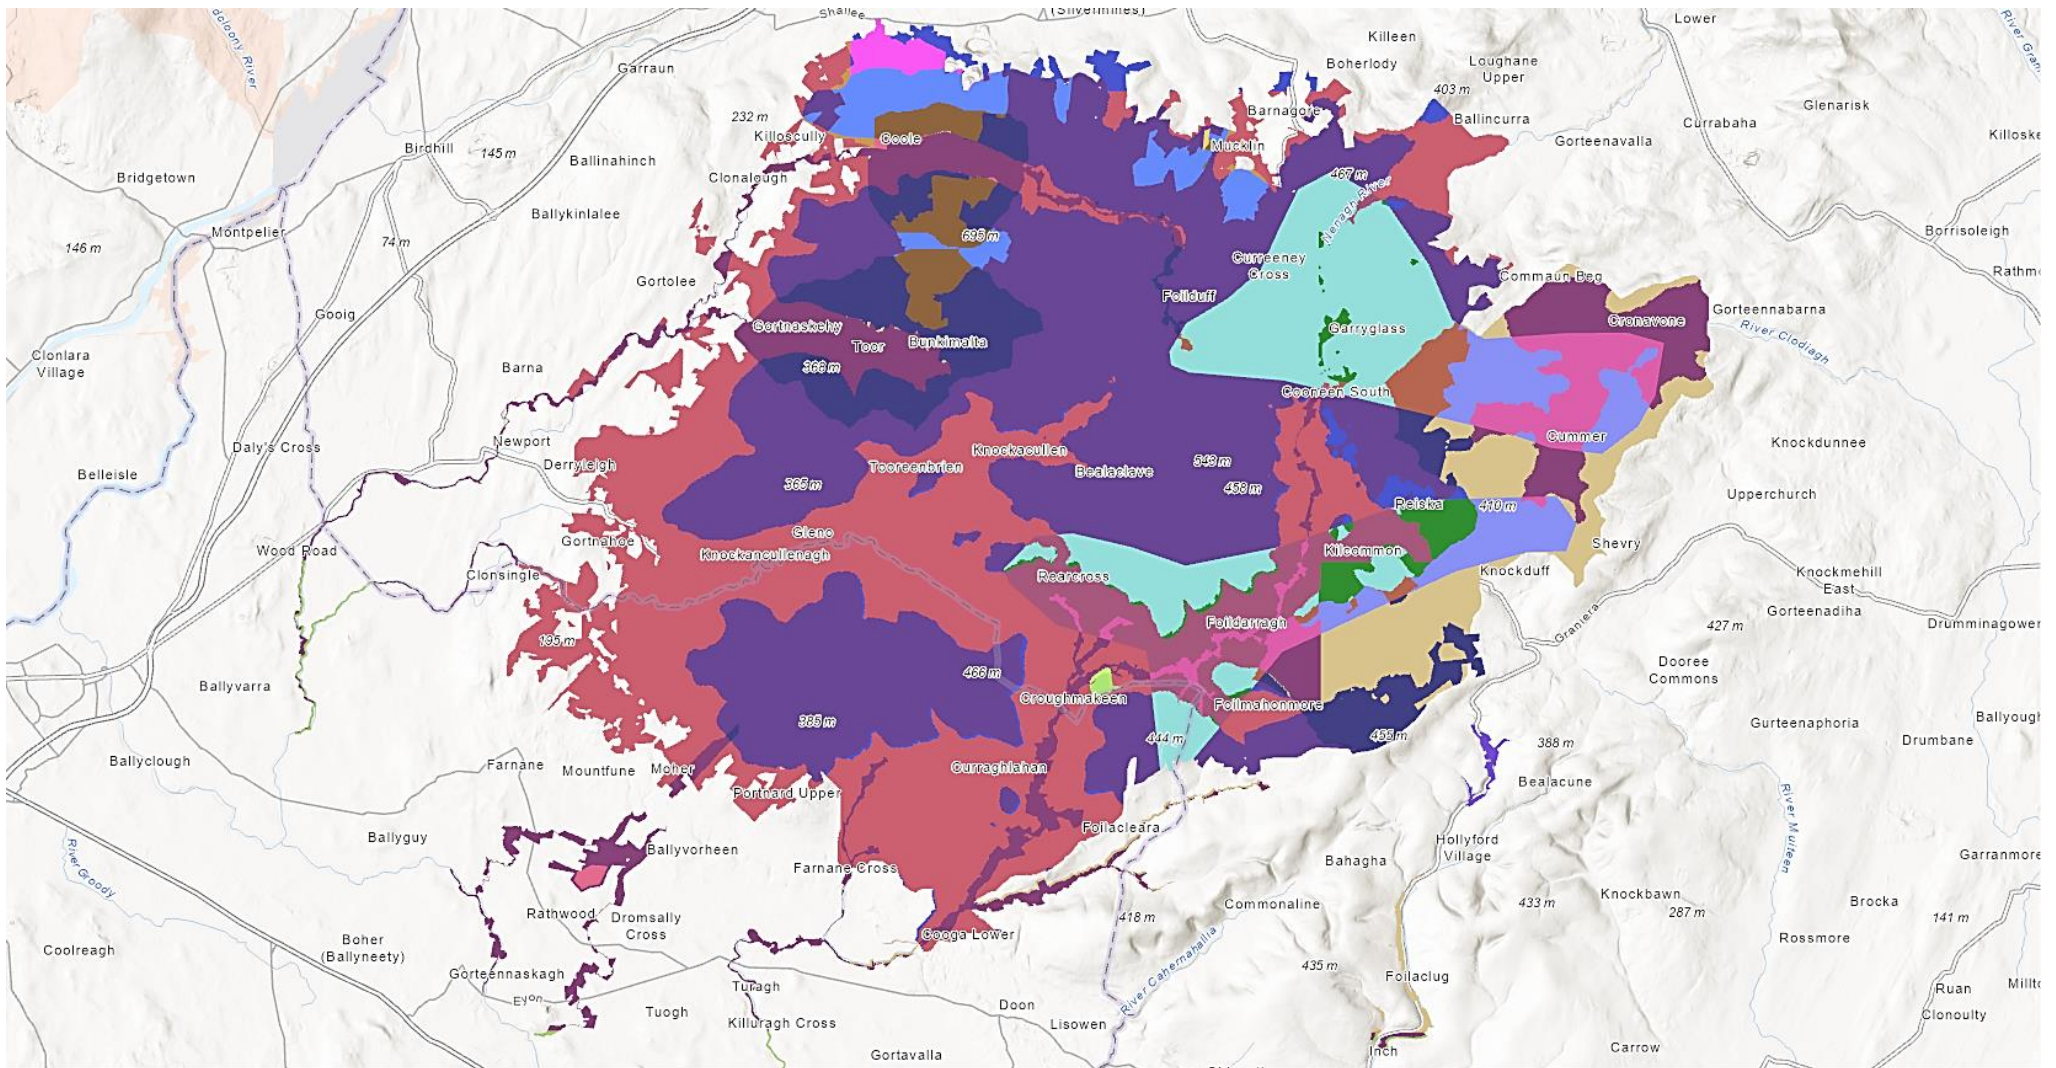 Shallee
(Silvermines)
Lower
Killeen
Garraun
Boherlody
Loughane
Upper
403 m
Glenarisk
232 m
Killoscully
Coole
Barnagore
Ballincurra
Currabaha
Birdhill
145 m
Ballinahinch
Mucklin
Gorteenavalla
Bridgetown
Clonalough
467 m
Nenagh River
Ballykinlalee
Montpelier
146 m
74 m
695 m
Borrisoleigh
Curreeney
Cross
Gortolee
Commaun Beg
Foilduff
Gooig
Gortnaskehy
Toor
Bunkimalta
Garryglass
Cronavone
Gorteennabarna
River Clodiagh
Clonlara
Village
Barna
366 m
Cooneen South
Newport
Daly's Cross
Derryleigh
Tooreenbrien
Knockacullen
Bealaclave
543 m
Cummer
Knockdunnee
Belleisle
365 m
458 m
Reiska
410 m
Upperchurch
Wood Road
Gortnahoe
Gleno
Knockancullenagh
Kilcommon
Shevry
Clonsingle
Rearcross
Knockduff
Knockmehill
East
Gorteenadiha
Foildarragh
Graniera
427 m
195 m
466 m
Dooree
Commons
Ballyvarra
Croughmakeen
Foilmahonmore
385 m
444 m
455 m
388 m
Gurteenaphoria
Drumbane
Ballyclough
Farnane
Mountfune
Moher
Curraghlahan
Bealacune
Portnard Upper
River Multeen
Ballyguy
Ballyvorheen
Foilacleara
Hollyford
Village
Bahagha
River Groody
Farnane Cross
Knockbawn
Rathwood
Dromsally
Cross
Commonaline
433 m
287 m
Brocka
141 m
418 m
Coolreagh
Boher
(Ballyneety)
Cooga Lower
Rossmore
River Cahernahallia
435 m
Gorteennaskagh
Foilaclug
Eyon
Turagh
Tuogh
Killuragh Cross
Doon
Lisowen
Ruan
Clonoulty
Gortavalla
Inch
Carrow